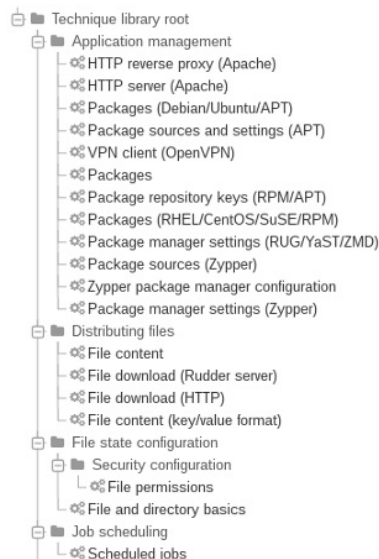 Technique library root
Application management
HTTP reverse proxy (Apache)
HTTP server (Apache)
Packages (Debian/Ubuntu/APT)
Package sources and settings (APT)
VPN client (OpenVPN)
Packages
Package repository keys (RPM/APT)
Packages (RHEL/CentOS/SuSE/RPM)
Package manager settings (RUG/YaST/ZMD)
Package sources (Zypper)
Zypper package manager configuration
Package manager settings (Zypper)
Distributing files
File content
File download (Rudder server)
File download (HTTP)
File content (key/value format)
File state configuration
Security configuration
File permissions
File and directory basics
Job scheduling
Scheduled jobs